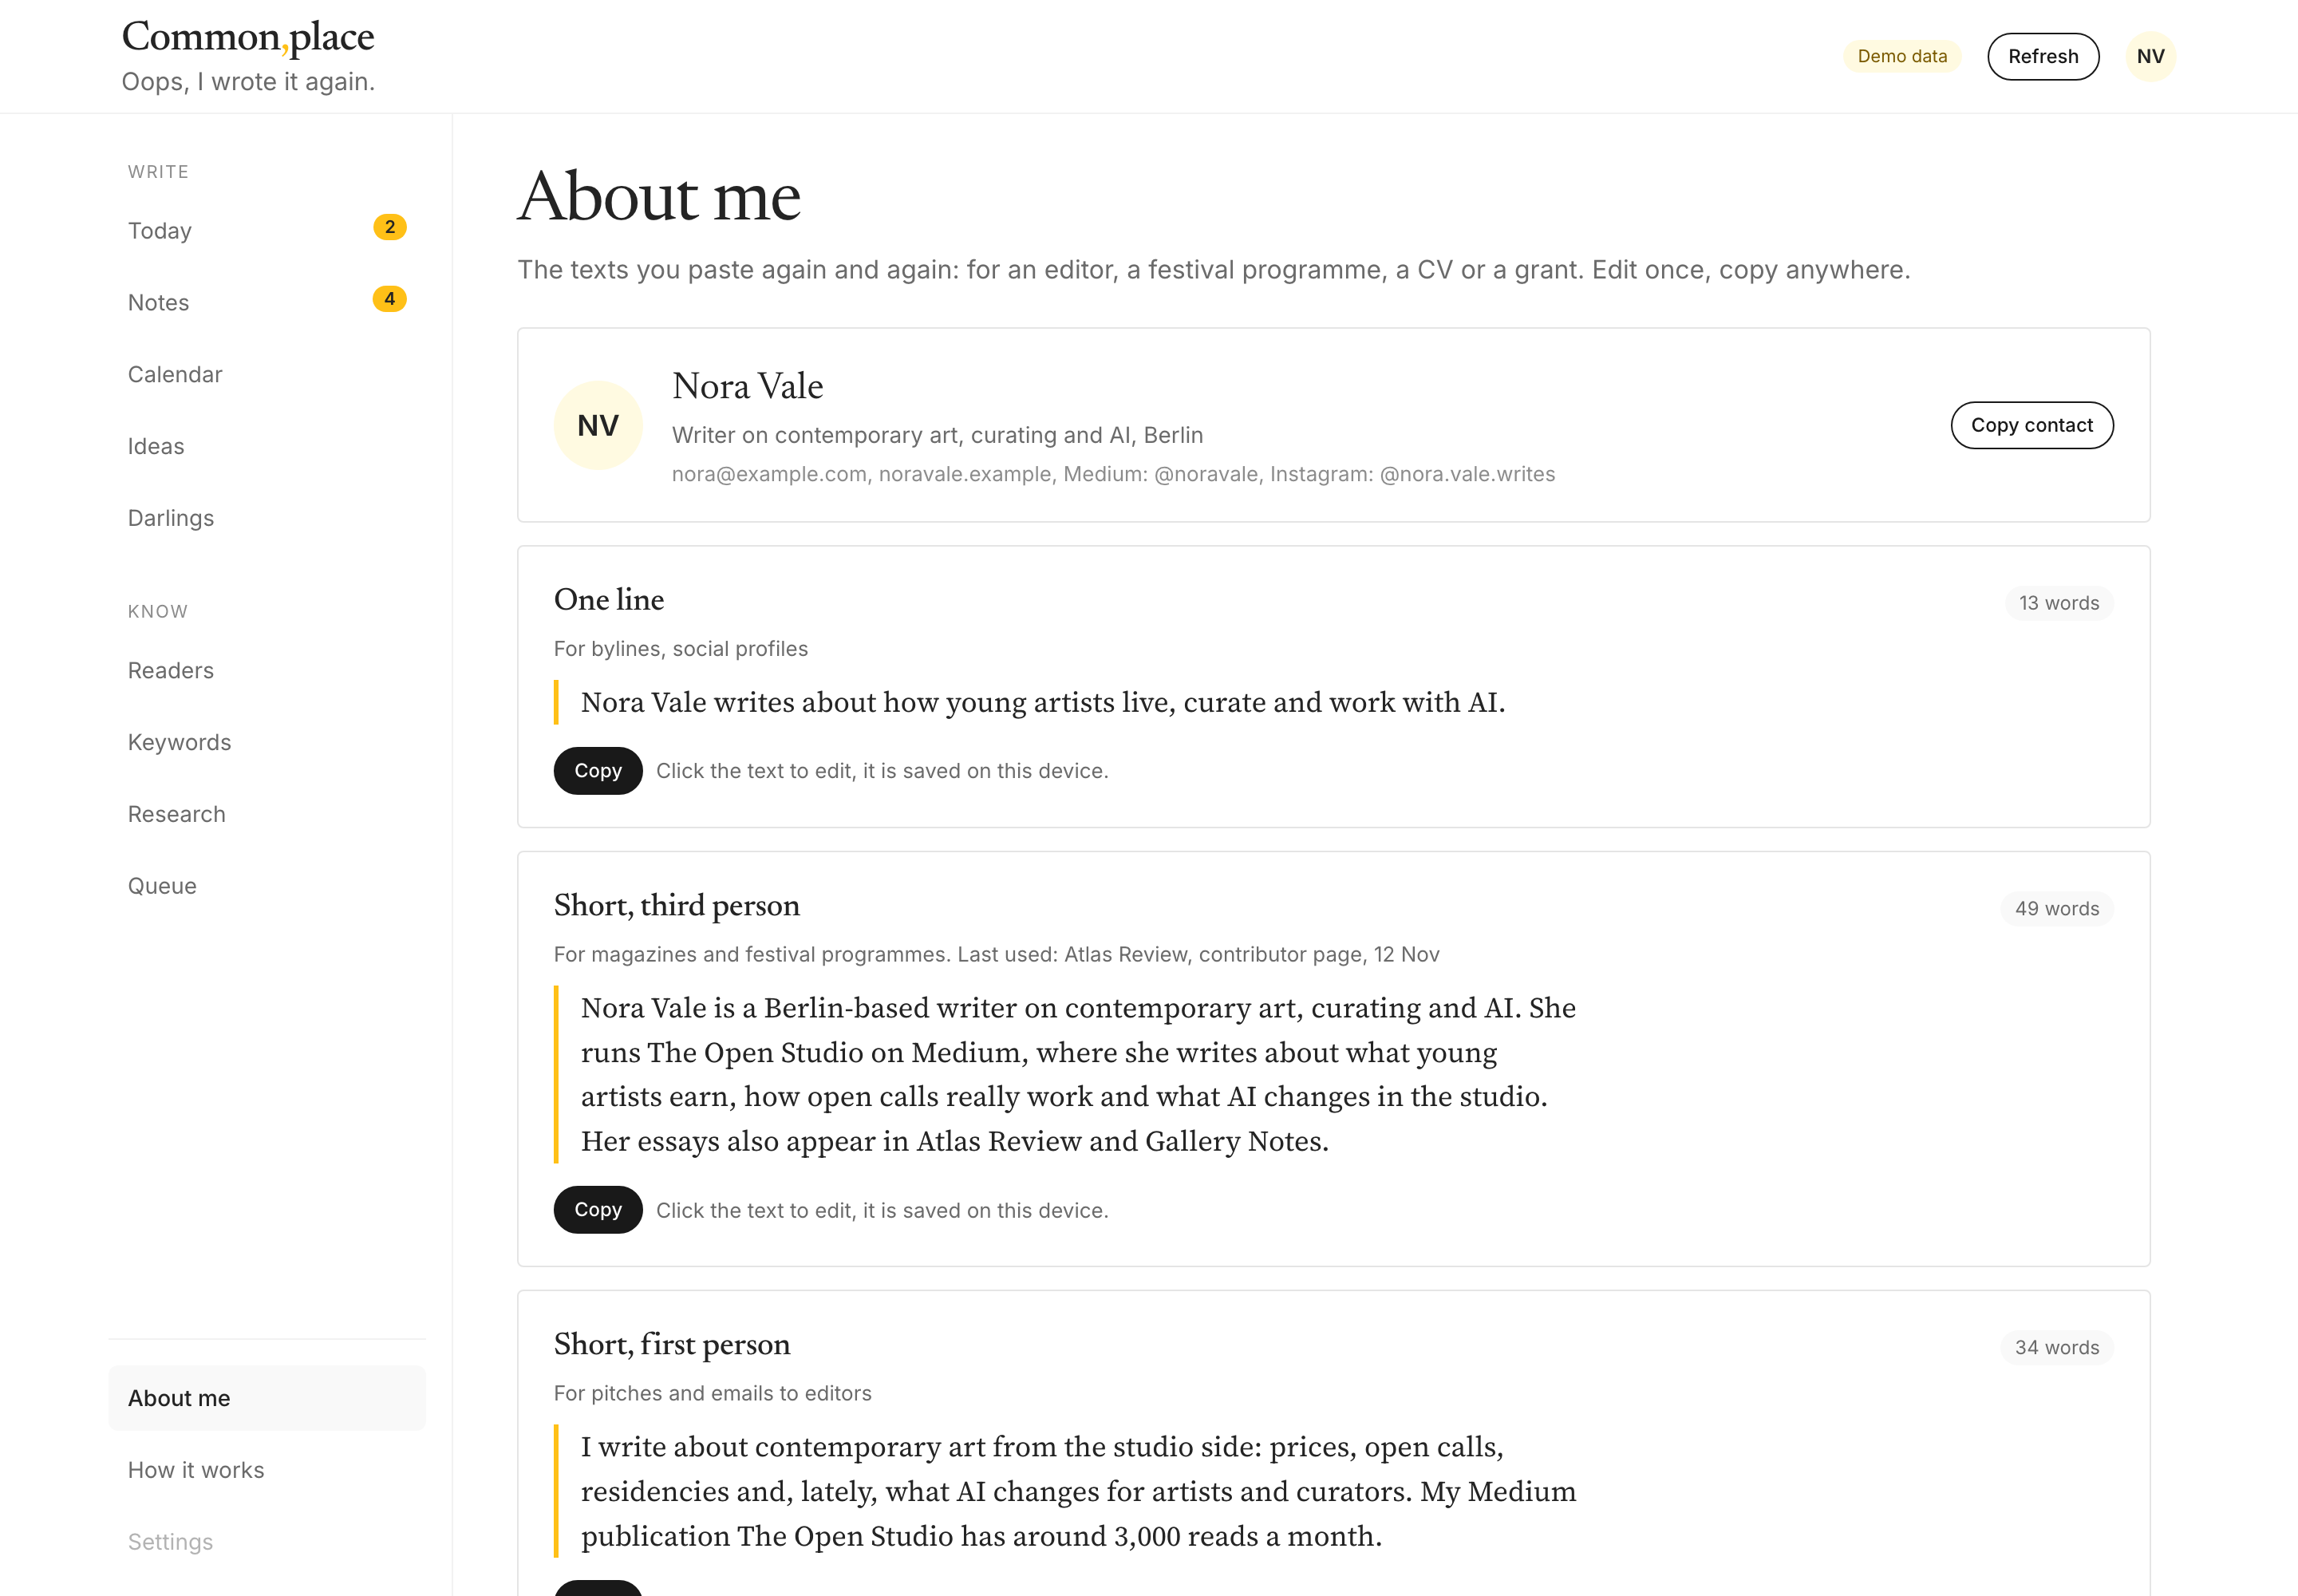 Common,place
Oops, I wrote it again.
Demo data
Refresh
NV
WRITE
Today
2
Notes
4
Calendar
Ideas
Darlings
KNOW
Readers
Keywords
Research
Queue
About me
How it works
Settings
About me
The texts you paste again and again: for an editor, a festival programme, a CV or a grant. Edit once, copy anywhere.
NV
Nora Vale
Writer on contemporary art, curating and AI, Berlin
nora@example.com, noravale.example, Medium: @noravale, Instagram: @nora.vale.writes
Copy contact
One line
13 words
For bylines, social profiles
Nora Vale writes about how young artists live, curate and work with AI.
Copy
Click the text to edit, it is saved on this device.
Short, third person
49 words
For magazines and festival programmes. Last used: Atlas Review, contributor page, 12 Nov
Nora Vale is a Berlin-based writer on contemporary art, curating and AI. She
runs The Open Studio on Medium, where she writes about what young
artists earn, how open calls really work and what AI changes in the studio.
Her essays also appear in Atlas Review and Gallery Notes.
Copy
Click the text to edit, it is saved on this device.
Short, first person
34 words
For pitches and emails to editors
I write about contemporary art from the studio side: prices, open calls,
residencies and, lately, what AI changes for artists and curators. My Medium
publication The Open Studio has around 3,000 reads a month.